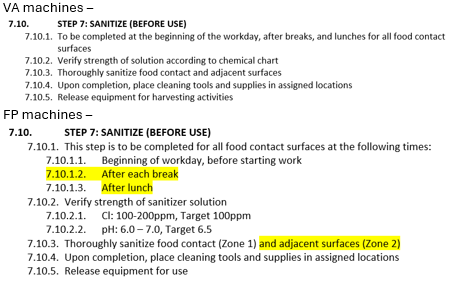 VA machines –
7.10. STEP 7: SANITIZE (BEFORE USE)
7.10.1. To be completed at the beginning of the workday, after breaks, and lunches for all food contact
surfaces
7.10.2. Verify strength of solution according to chemical chart
7.10.3. Thoroughly sanitize food contact and adjacent surfaces
7.10.4. Upon completion, place cleaning tools and supplies in assigned locations
7.10.5. Release equipment for harvesting activities
FP machines –
7.10. STEP 7: SANITIZE (BEFORE USE)
7.10.1. This step is to be completed for all food contact surfaces at the following times:
7.10.1.1. Beginning of workday, before starting work
7.10.1.2. After each break
7.10.1.3. After lunch
7.10.2. Verify strength of sanitizer solution
7.10.2.1. Cl: 100-200ppm, Target 100ppm
7.10.2.2. pH: 6.0 – 7.0, Target 6.5
7.10.3. Thoroughly sanitize food contact (Zone 1) and adjacent surfaces (Zone 2)
7.10.4. Upon completion, place cleaning tools and supplies in assigned locations
7.10.5. Release equipment for use